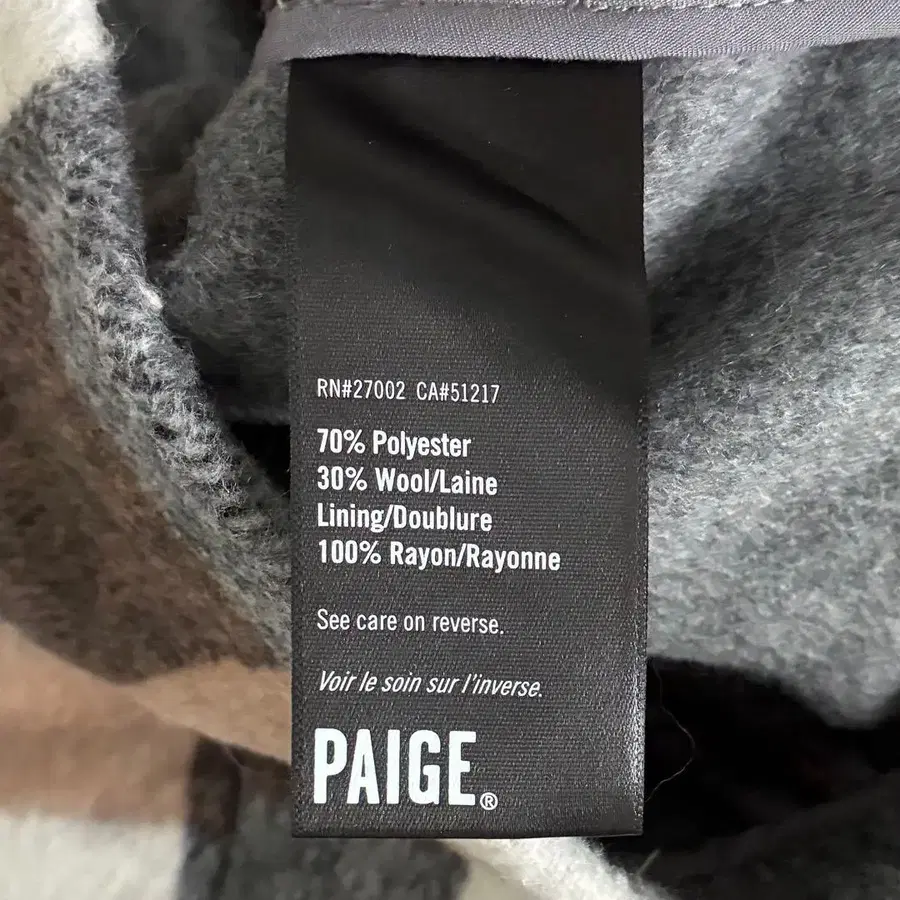 RN#27002 CA#51217
70% Polyester
30% Wool/Laine
Lining/Doublure
100% Rayon/Rayonne
See care on reverse.
Voir le soin sur l'inverse.
PAIGE®